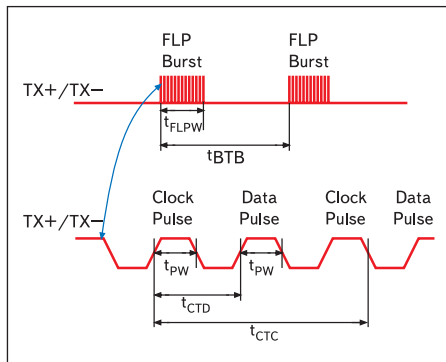 FLP Burst FLP Burst
TX+/TX−
tFLPW
tBTB
Clock Pulse Data Pulse Clock Pulse Data Pulse
TX+/TX−
tPW tPW
tCTD
tCTC